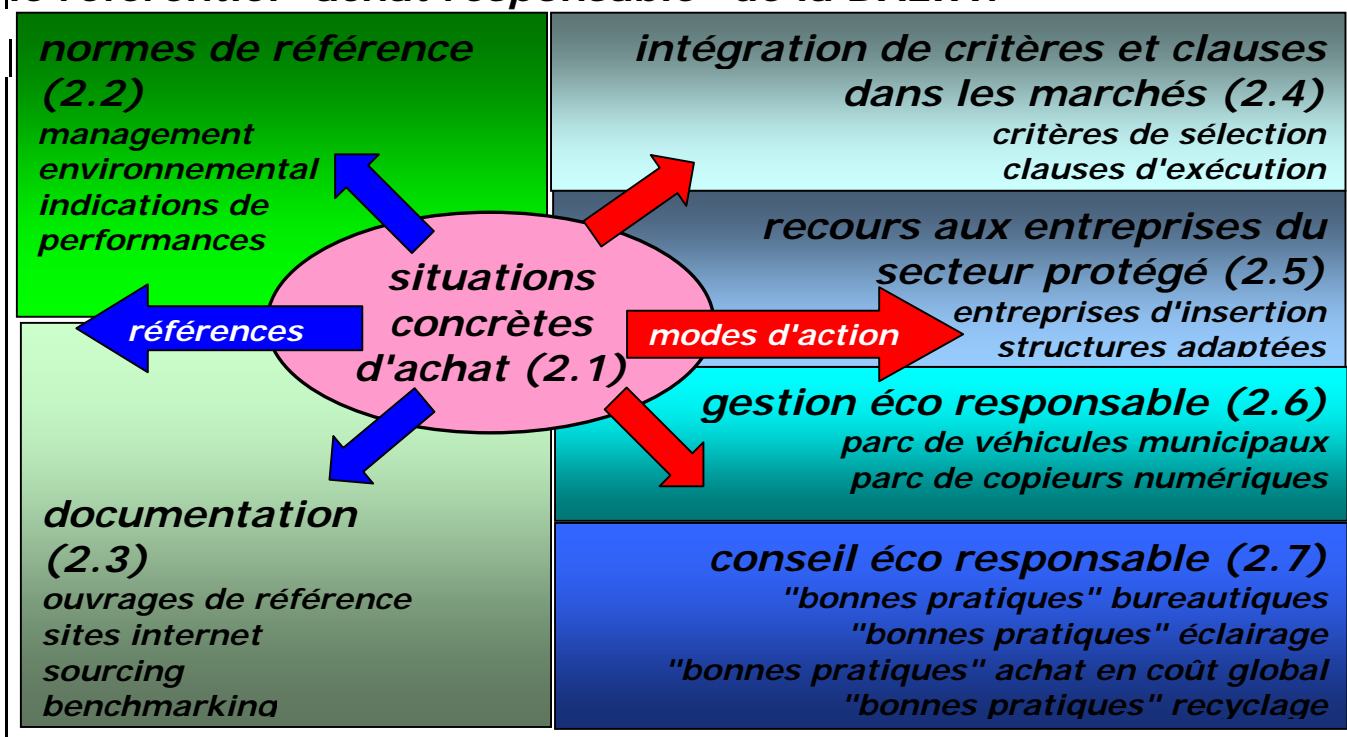 normes de référence
(2.2)
management
environnemental
indications de
performances
références
documentation
(2.3)
ouvrages de référence
sites internet
sourcing
benchmarking
situations
concrètes
d'achat (2.1)
modes d'action
intégration de critères et clauses
dans les marchés (2.4)
critères de sélection
clauses d'exécution
recours aux entreprises du
secteur protégé (2.5)
entreprises d'insertion
structures adaptées
gestion éco responsable (2.6)
parc de véhicules municipaux
parc de copieurs numériques
conseil éco responsable (2.7)
"bonnes pratiques" bureautiques
"bonnes pratiques" éclairage
"bonnes pratiques" achat en coût global
"bonnes pratiques" recyclage